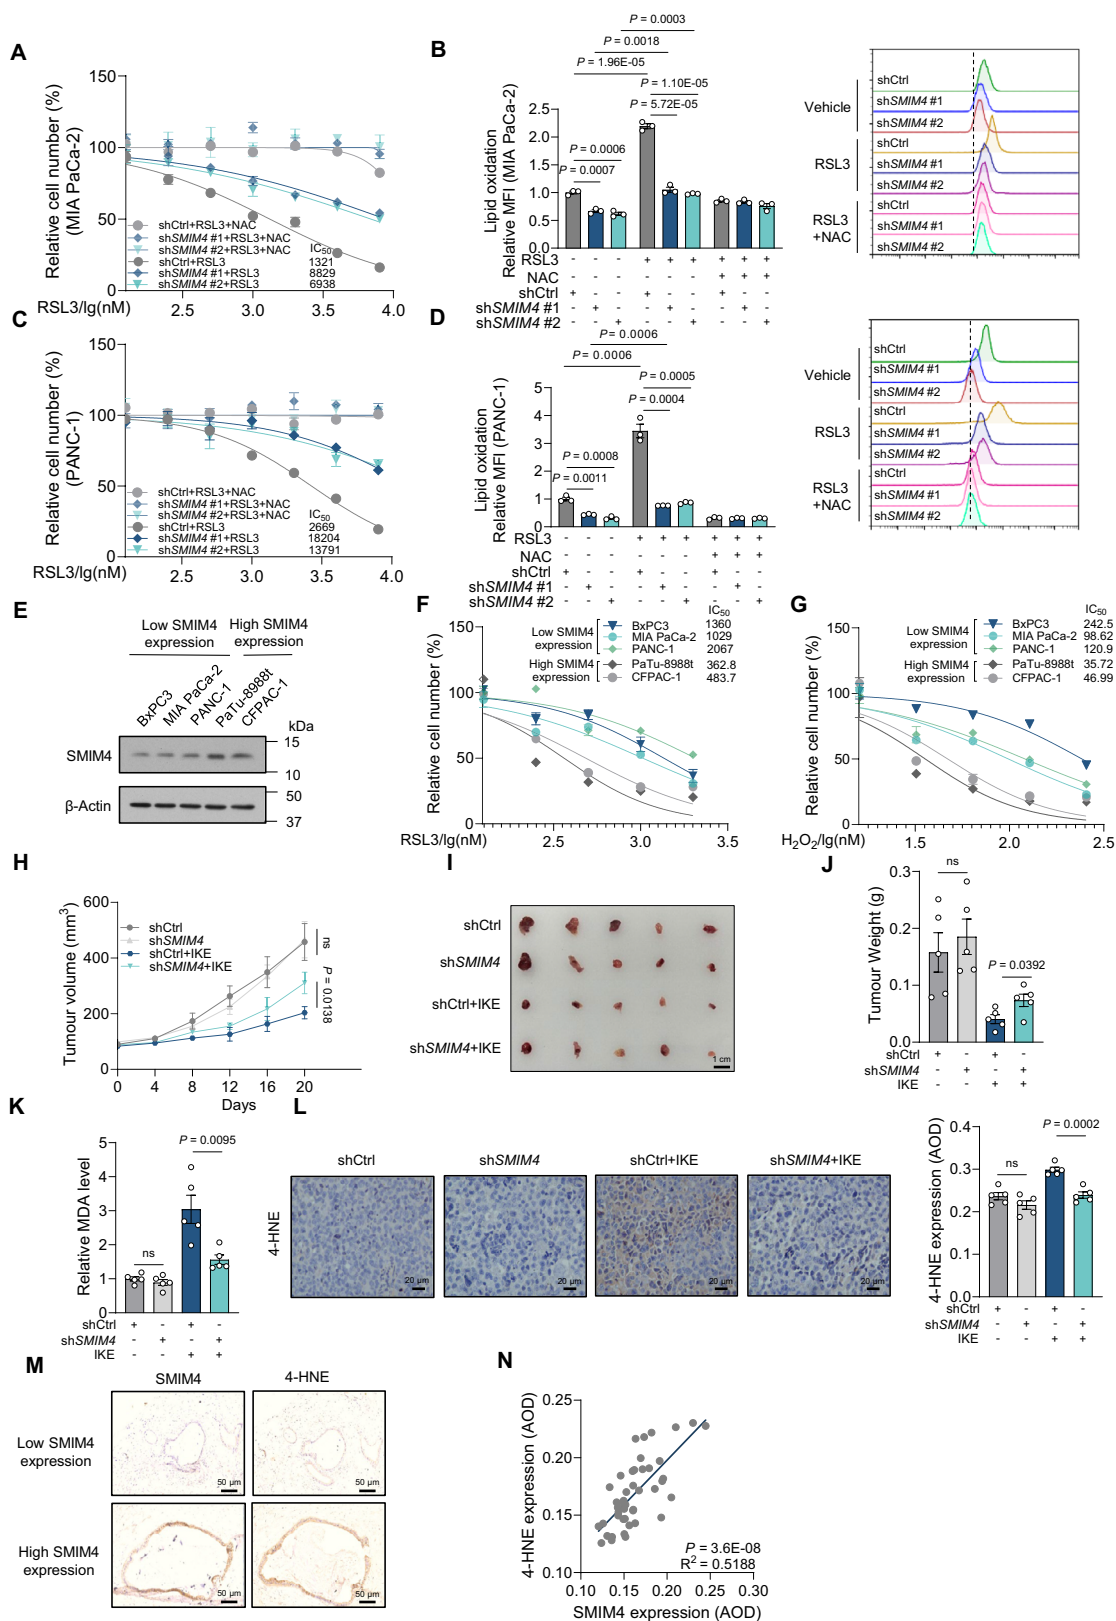 A
Relative cell number (%)
(MIA PaCa-2)
150
100
50
0
2.5
3.0
3.5
4.0
RSL3/lg(nM)
shCtrl+RSL3+NAC
shSMIM4 #1+RSL3+NAC
shSMIM4 #2+RSL3+NAC
IC50
shCtrl+RSL3 1321
shSMIM4 #1+RSL3 8829
shSMIM4 #2+RSL3 6938
B
P = 0.0003
P = 0.0018
P = 1.96E-05
P = 1.10E-05
P = 5.72E-05
P = 0.0006
P = 0.0007
Lipid oxidation
Relative MFI (MIA PaCa-2)
2.5
2.0
1.5
1.0
0.5
0.0
RSL3 - - - + + + + + +
NAC - - - - - - + + +
shCtrl + - - + - - + - -
shSMIM4 #1 - + - - + - - + -
shSMIM4 #2 - - + - - + - - +
Vehicle
shCtrl
shSMIM4 #1
shSMIM4 #2
RSL3
shCtrl
shSMIM4 #1
shSMIM4 #2
RSL3
+NAC
shCtrl
shSMIM4 #1
shSMIM4 #2
C
Relative cell number (%)
(PANC-1)
150
100
50
0
2.5
3.0
3.5
4.0
RSL3/lg(nM)
shCtrl+RSL3+NAC
shSMIM4 #1+RSL3+NAC
shSMIM4 #2+RSL3+NAC
IC50
shCtrl+RSL3 2669
shSMIM4 #1+RSL3 18204
shSMIM4 #2+RSL3 13791
D
P = 0.0006
P = 0.0006
P = 0.0005
P = 0.0004
P = 0.0008
P = 0.0011
Lipid oxidation
Relative MFI (PANC-1)
5
4
3
2
1
0
RSL3 - - - + + + + + +
NAC - - - - - - + + +
shCtrl + - - + - - + - -
shSMIM4 #1 - + - - + - - + -
shSMIM4 #2 - - + - - + - - +
Vehicle
shCtrl
shSMIM4 #1
shSMIM4 #2
RSL3
shCtrl
shSMIM4 #1
shSMIM4 #2
RSL3
+NAC
shCtrl
shSMIM4 #1
shSMIM4 #2
E
Low SMIM4
expression
High SMIM4
expression
BxPC3
MIA PaCa-2
PANC-1
PaTu-8988t
CFPAC-1
kDa
SMIM4
15
10
β-Actin
50
37
F
Relative cell number (%)
150
100
50
0
2.5
3.0
3.5
RSL3/lg(nM)
IC50
Low SMIM4
expression
BxPC3 1360
MIA PaCa-2 1029
PANC-1 2067
High SMIM4
expression
PaTu-8988t 362.8
CFPAC-1 483.7
G
Relative cell number (%)
150
100
50
0
1.5
2.0
2.5
H2O2/lg(nM)
IC50
Low SMIM4
expression
BxPC3 242.5
MIA PaCa-2 98.62
PANC-1 120.9
High SMIM4
expression
PaTu-8988t 35.72
CFPAC-1 46.99
H
Tumour volume (mm3)
600
400
200
0
0 4 8 12 16 20
Days
shCtrl
shSMIM4
shCtrl+IKE
shSMIM4+IKE
ns
P = 0.0138
I
shCtrl
shSMIM4
shCtrl+IKE
shSMIM4+IKE
1 cm
J
Tumour Weight (g)
0.3
0.2
0.1
0.0
ns
P = 0.0392
shCtrl + - + -
shSMIM4 - + - +
IKE - - + +
K
Relative MDA level
5
4
3
2
1
0
ns
P = 0.0095
shCtrl + - + -
shSMIM4 - + - +
IKE - - + +
L
shCtrl
shSMIM4
shCtrl+IKE
shSMIM4+IKE
4-HNE
20 μm
20 μm
20 μm
20 μm
4-HNE expression (AOD)
0.4
0.3
0.2
0.1
0.0
ns
P = 0.0002
shCtrl + - + -
shSMIM4 - + - +
IKE - - + +
M
SMIM4
4-HNE
Low SMIM4
expression
50 μm
50 μm
High SMIM4
expression
50 μm
50 μm
N
4-HNE expression (AOD)
0.25
0.20
0.15
0.10
0.10
0.15
0.20
0.25
0.30
P = 3.6E-08
R2 = 0.5188
SMIM4 expression (AOD)